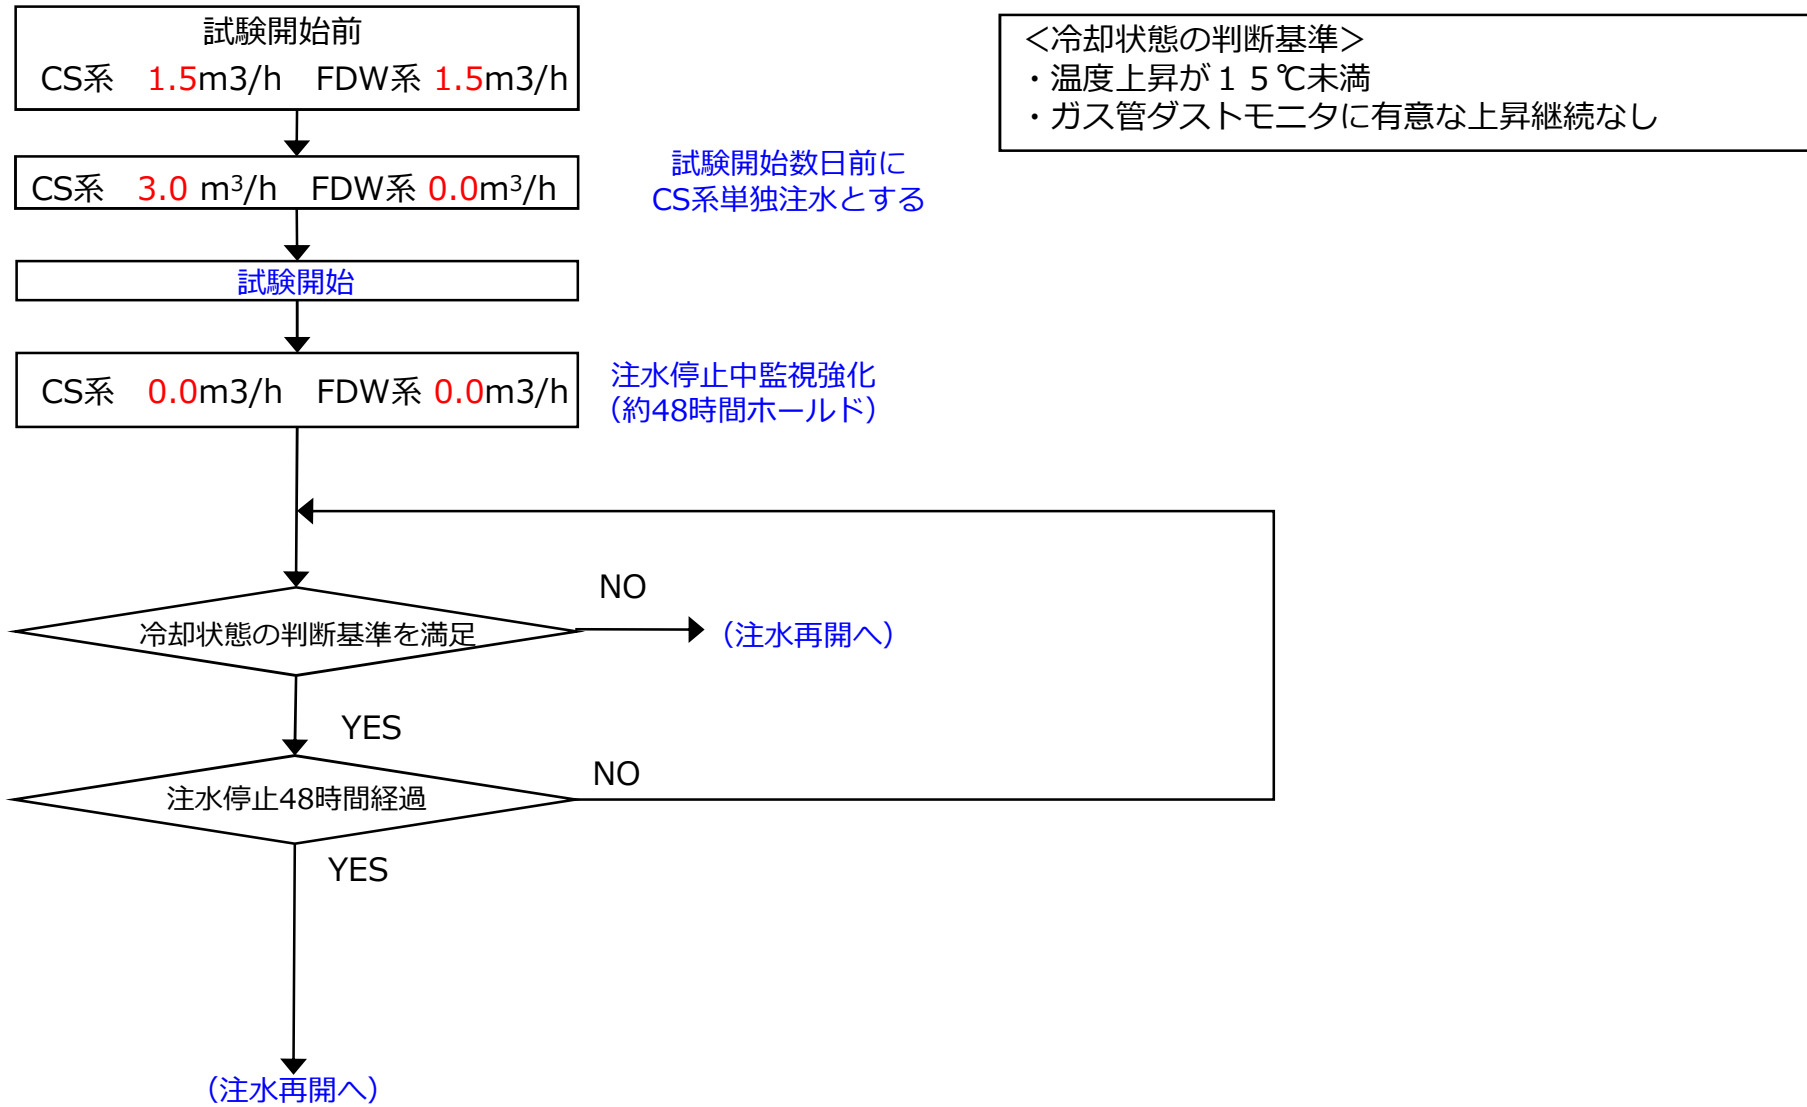 試験開始前
CS系 1.5m3/h FDW系 1.5m3/h
<冷却状態の判断基準>
・温度上昇が15℃未満
・ガス管ダストモニタに有意な上昇継続なし
CS系 3.0 m³/h FDW系 0.0m³/h
試験開始数日前に
CS系単独注水とする
試験開始
CS系 0.0m3/h FDW系 0.0m3/h
注水停止中監視強化
(約48時間ホールド)
冷却状態の判断基準を満足
NO
(注水再開へ)
YES
注水停止48時間経過
NO
YES
(注水再開へ)